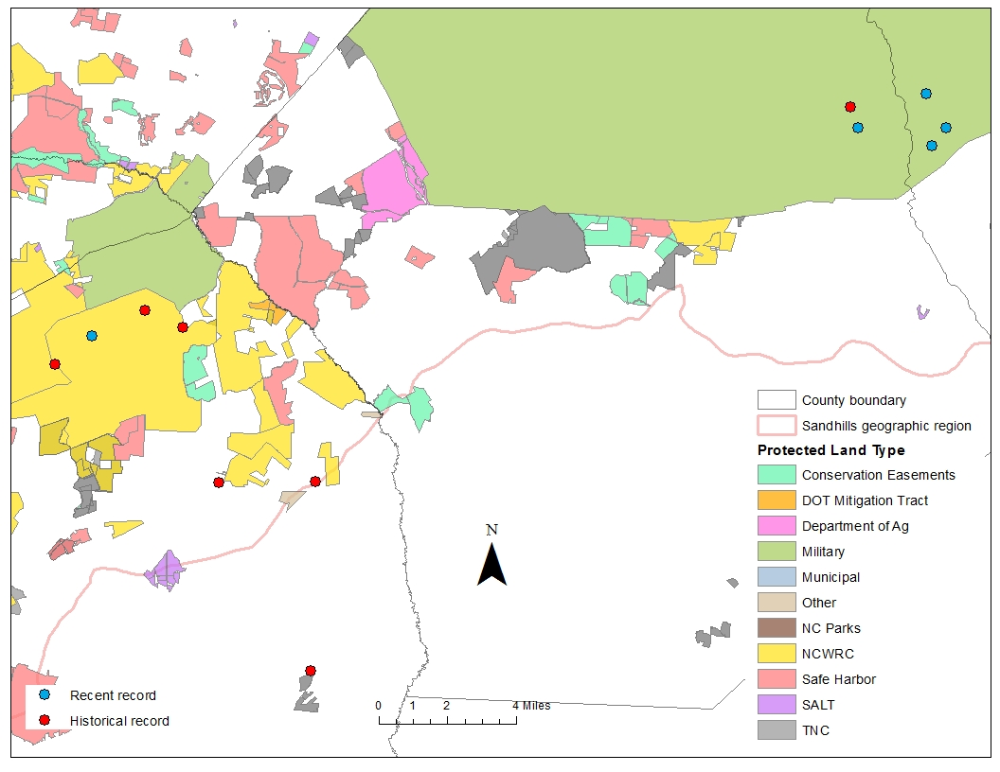 County boundary
Sandhills geographic region
Protected Land Type
Conservation Easements
DOT Mitigation Tract
Department of Ag
Military
N
Municipal
Other
NC Parks
NCWRC
Safe Harbor
Recent record
SALT
0 1 2 4 Miles
Historical record
TNC